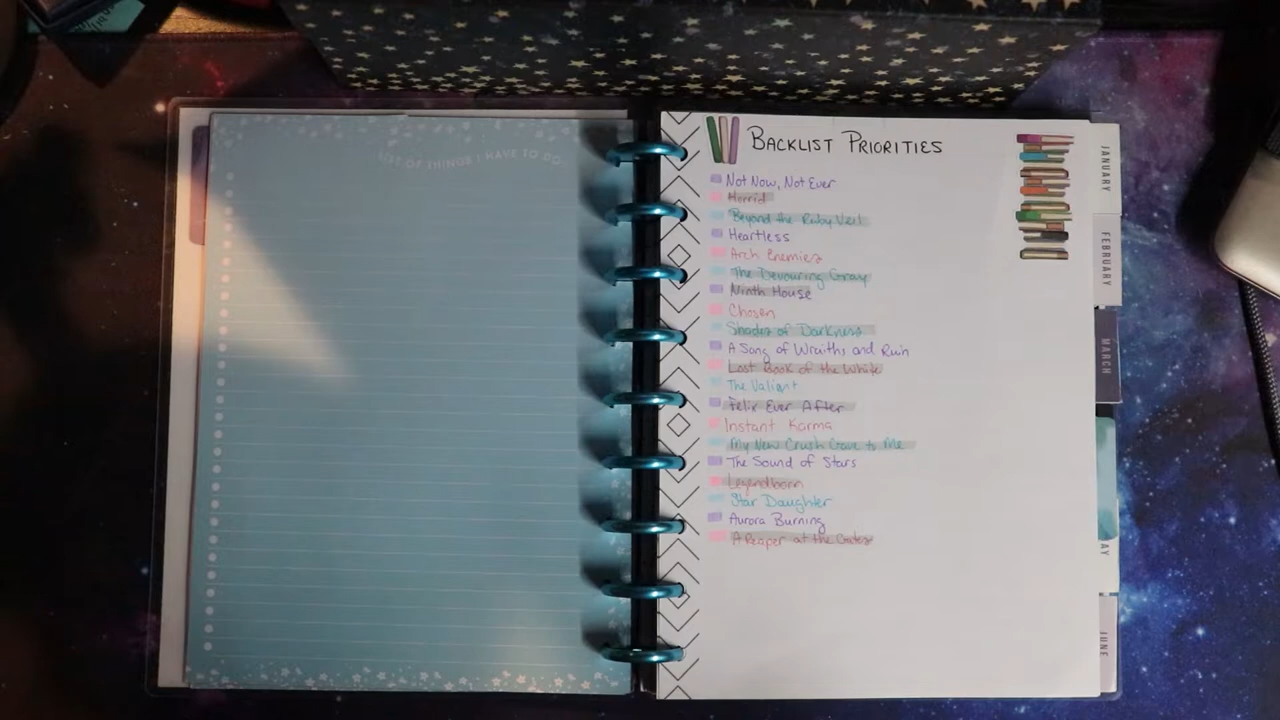 LOT OF THINGS I HAVE TO DO
BACKLIST PRIORITIES
Not Now, Not Ever
Horrid
Beyond the Ruby Veil
Heartless
Arch Enemies
The Devouring Gray
Ninth House
Chosen
Shades of Darkness
A Song of Wraiths and Ruin
Lost Book of the White
The Valiant
Felix Ever After
Instant Karma
My New Crush Gave to Me
The Sound of Stars
Legendborn
Star Daughter
Aurora Burning
A Reaper at the Gates
JANUARY
FEBRUARY
MARCH
AY
JUNE